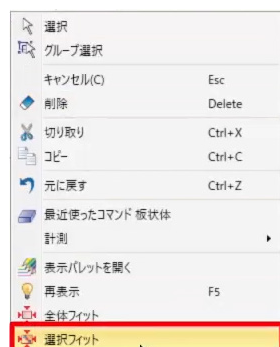 選択
グループ選択
キャンセル(C) Esc
削除 Delete
切り取り Ctrl+X
コピー Ctrl+C
元に戻す Ctrl+Z
最近使ったコマンド 板状体
計測
表示パレットを開く
再表示 F5
全体フィット
選択フィット